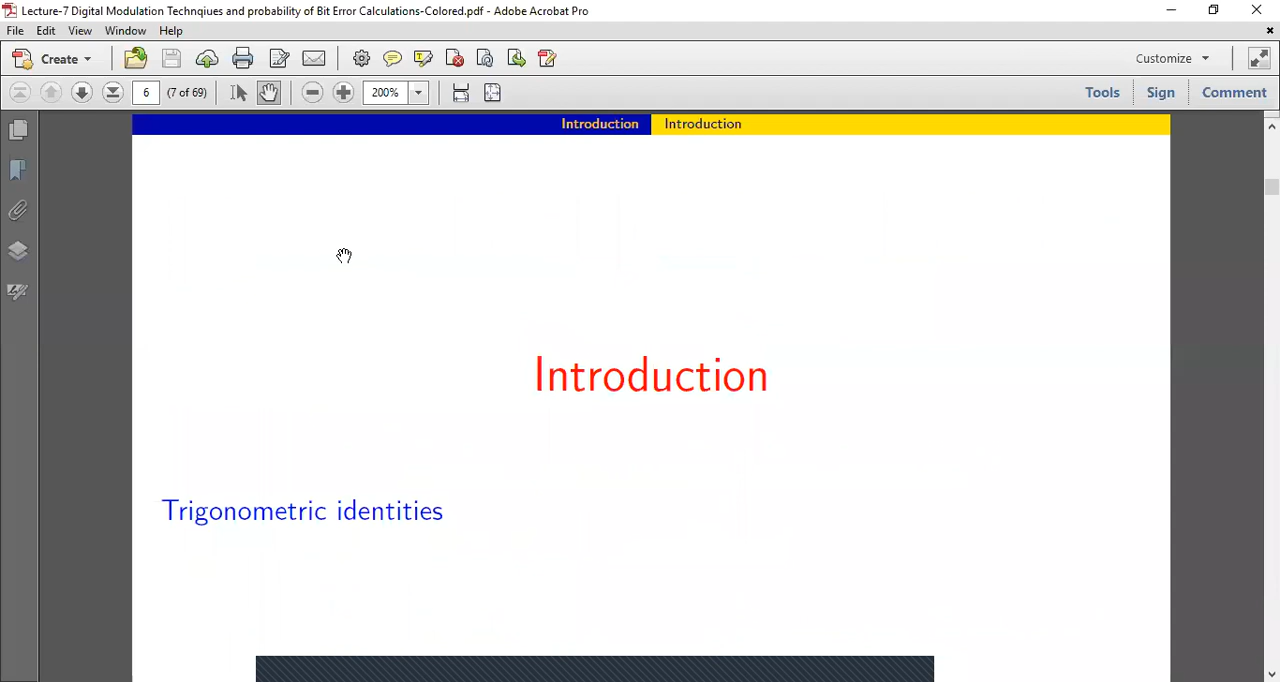 Lecture-7 Digital Modulation Technqiues and probability of Bit Error Calculations-Colored.pdf - Adobe Acrobat Pro
File Edit View Window Help
Create Customize
6 (7 of 69) 200% Tools Sign Comment
Introduction Introduction
Introduction
Trigonometric identities